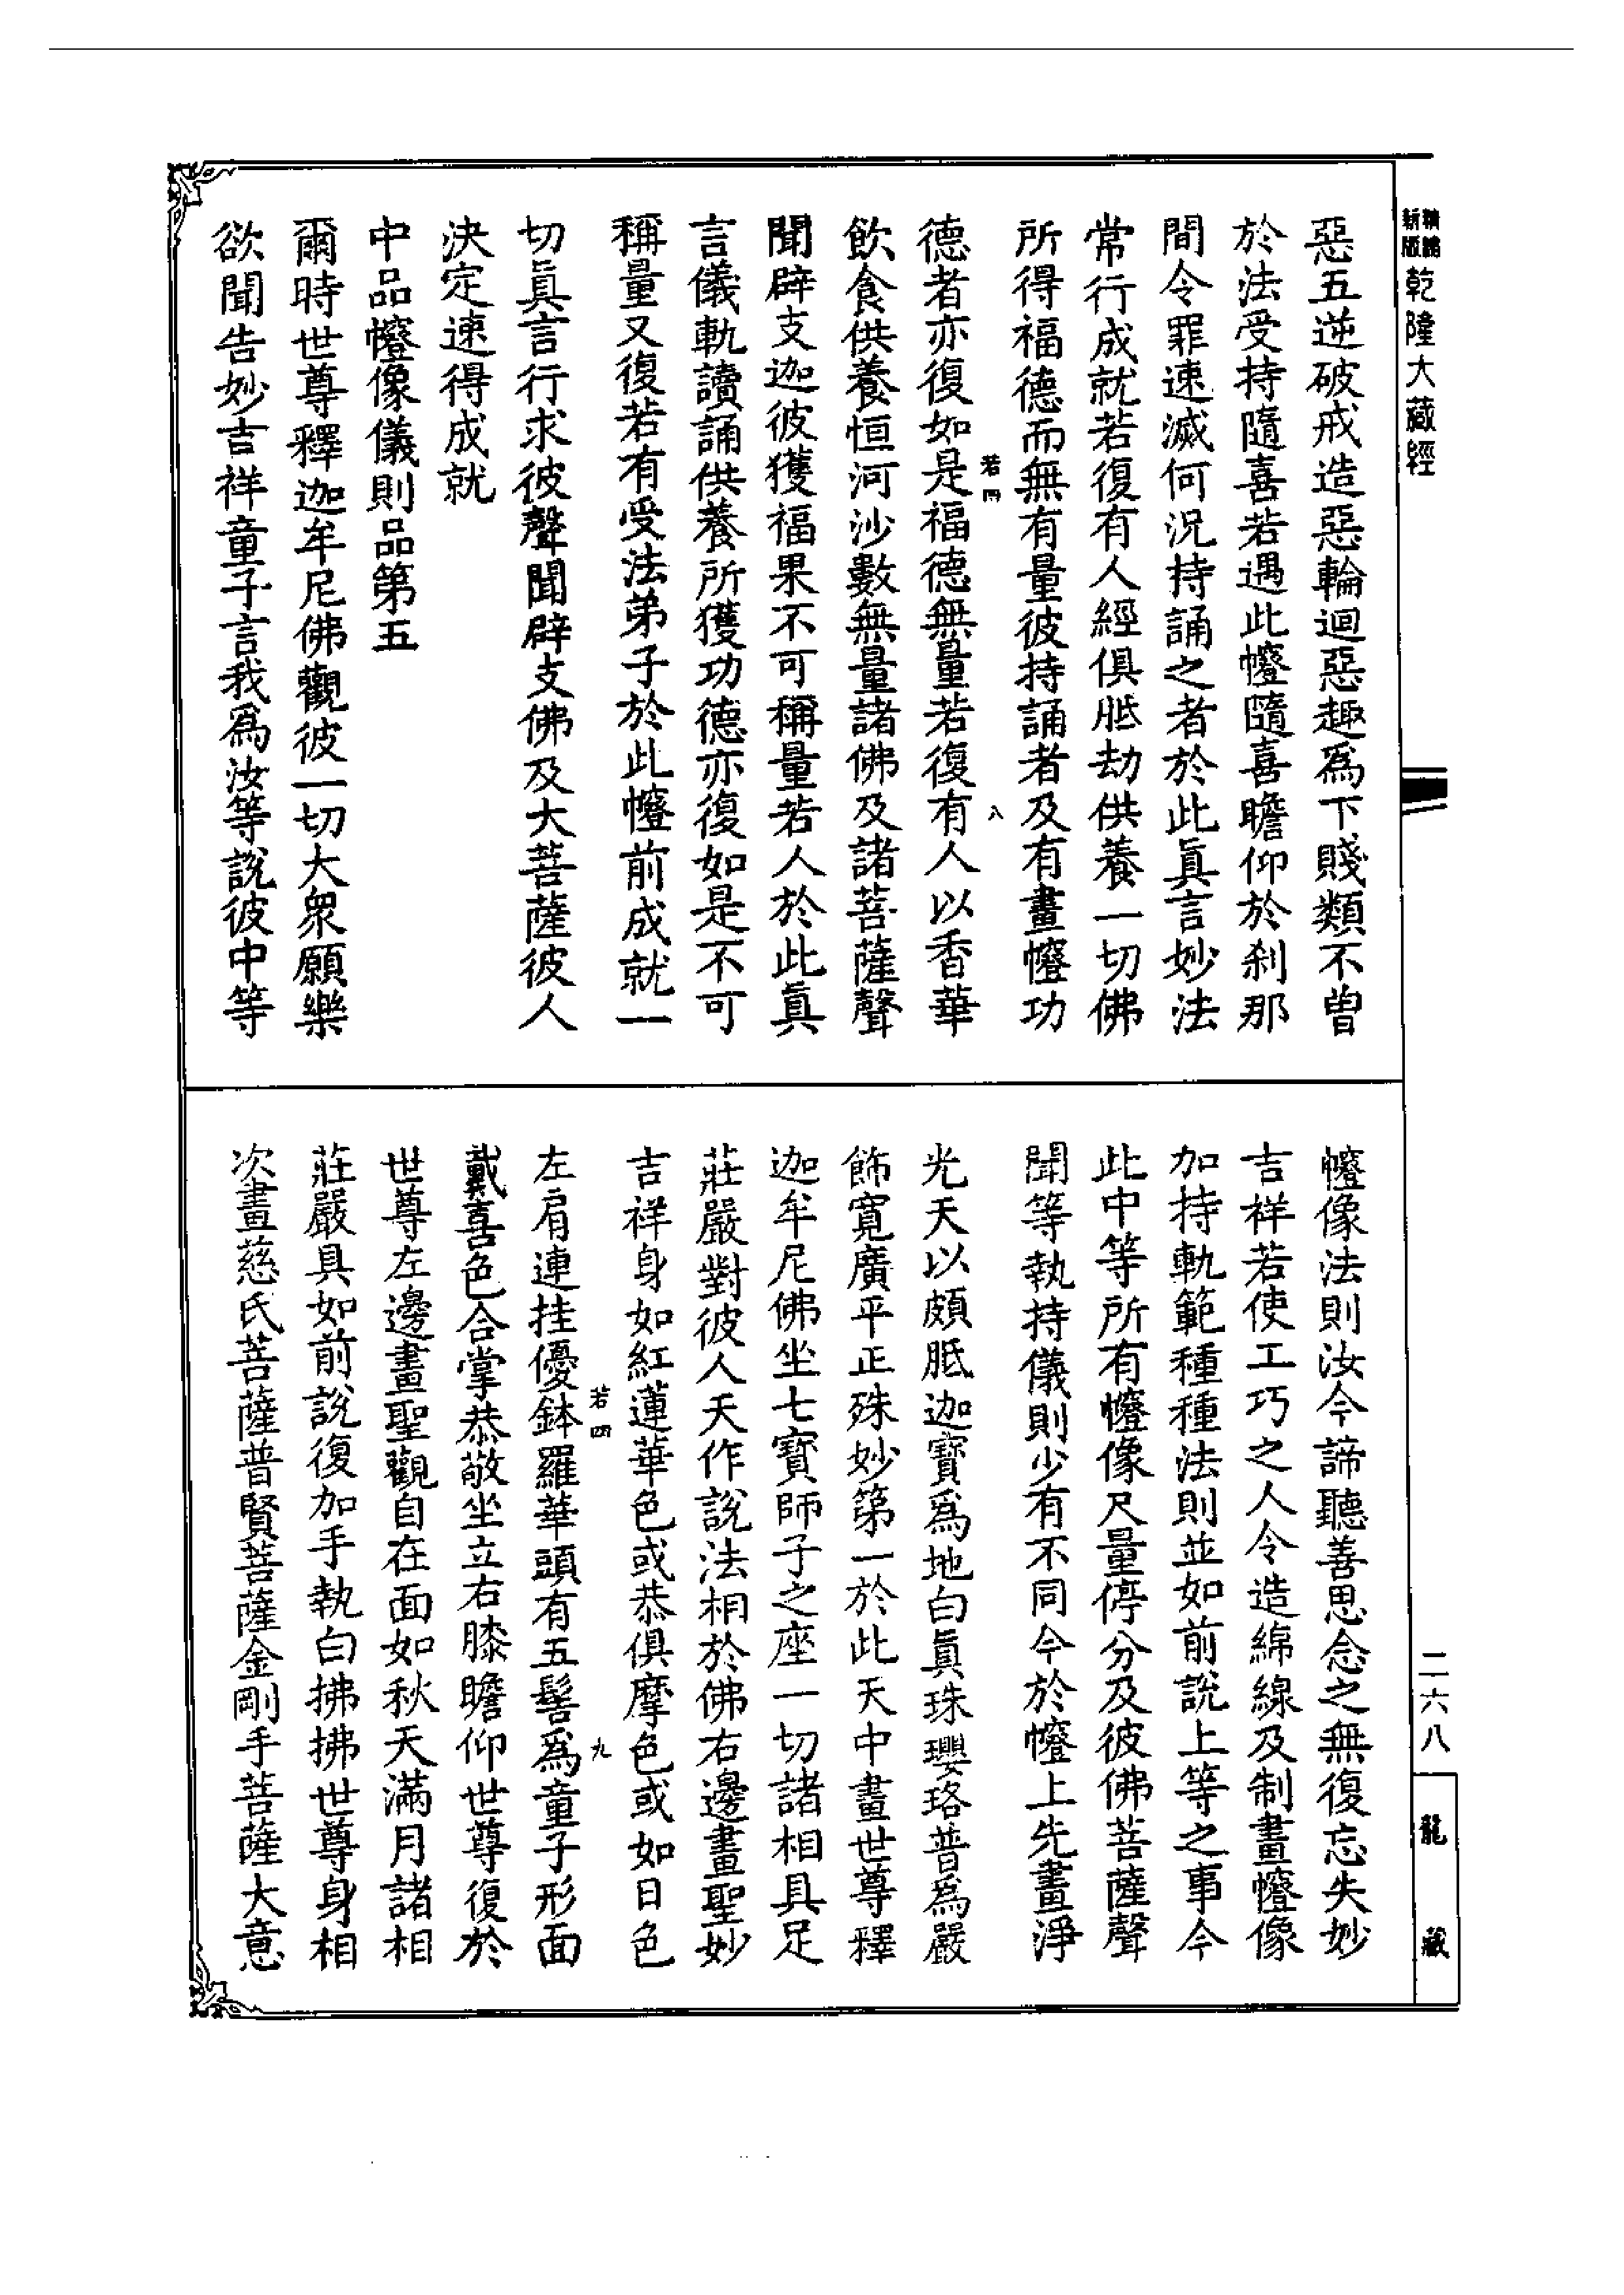 乾隆大藏經
惡五逆破戒造惡輪迴惡趣爲下賤類不曾
於法受持隨喜若遇此㡧隨喜瞻仰於刹那
間令罪速滅何況持誦之者於此眞言妙法
常行成就若復有人經俱胝劫供養一切佛
所得福德而無有量彼持誦者及有畫㡧功
若四 八
德者亦復如是福德無量若復有人以香華
飲食供養恒河沙數無量諸佛及諸菩薩聲
聞辟支迦彼獲福果不可稱量若人於此眞
言儀軌讀誦供養所獲功德亦復如是不可
稱量又復若有受法弟子於此㡧前成就一
切眞言行求彼聲聞辟支佛及大菩薩彼人
決定速得成就
中品㡧像儀則品第五
爾時世尊釋迦牟尼佛觀彼一切大衆願樂
欲聞告妙吉祥童子言我爲汝等說彼中等
㡧像法則汝今諦聽善思念之無復忘失妙
吉祥若使工巧之人令造綿線及制畫㡧像
加持軌範種種法則並如前說上等之事今
此中等所有㡧像尺量停分及彼佛菩薩聲
聞等執持儀則少有不同今於㡧上先畫淨
光天以頗胝迦寶爲地白眞珠瓔珞普爲嚴
飾寬廣平正殊妙第一於此天中畫世尊釋
迦牟尼佛坐七寶師子之座一切諸相具足
莊嚴對彼人天作說法相於佛右邊畫聖妙
吉祥身如紅蓮華色或恭俱摩色或如日色
若四 九
左肩連挂優鉢羅華頭有五髻爲童子形面
戴喜色合掌恭敬坐立右膝瞻仰世尊復於
世尊左邊畫聖觀自在面如秋天滿月諸相
莊嚴具如前說復加手執白拂拂世尊身相
次畫慈氏菩薩普賢菩薩金剛手菩薩大意
二六八
龍藏